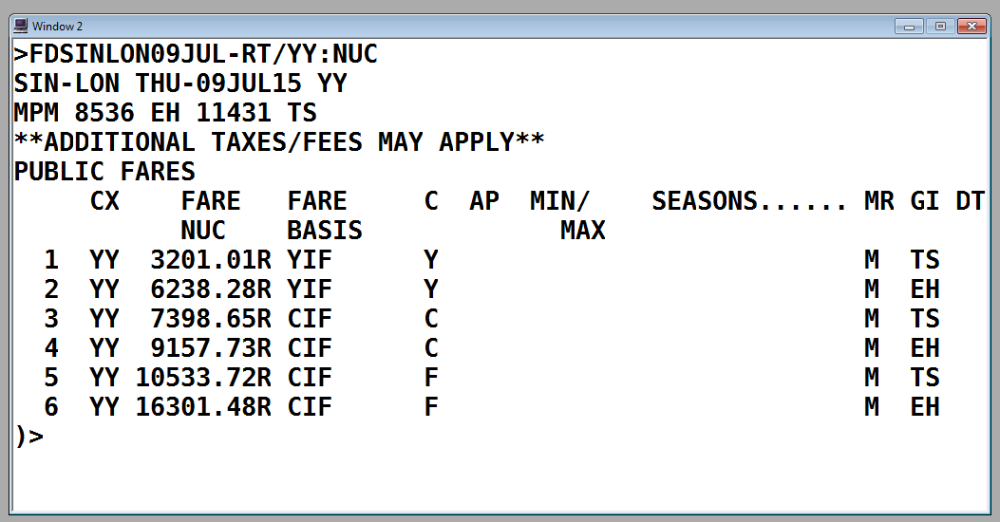 Window 2
>FDSINLON09JUL-RT/YY:NUC
SIN-LON THU-09JUL15 YY
MPM 8536 EH 11431 TS
**ADDITIONAL TAXES/FEES MAY APPLY**
PUBLIC FARES
CX FARE FARE C AP MIN/ SEASONS...... MR GI DT
NUC BASIS MAX
1 YY 3201.01R YIF Y M TS
2 YY 6238.28R YIF Y M EH
3 YY 7398.65R CIF C M TS
4 YY 9157.73R CIF C M EH
5 YY 10533.72R CIF F M TS
6 YY 16301.48R CIF F M EH
)>